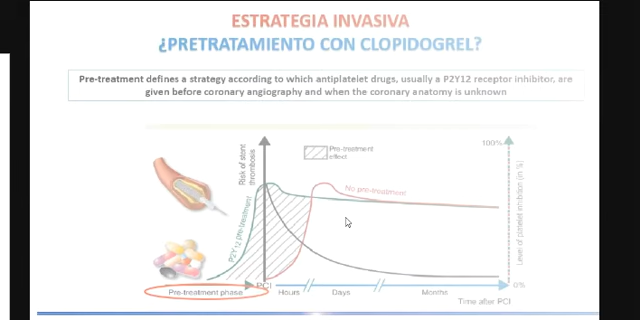 ESTRATEGIA INVASIVA
¿PRETRATAMIENTO CON CLOPIDOGREL?
Pre-treatment defines a strategy according to which antiplatelet drugs, usually a P2Y12 receptor inhibitor, are
given before coronary angiography and when the coronary anatomy is unknown
Risk of stent
thrombosis
Pre-treatment
effect
100%
No pre-treatment
P2Y12 pre-treatment
Level of platelet inhibition (in %)
0%
Pre-treatment phase
PCI
Hours
Days
Months
Time after PCI